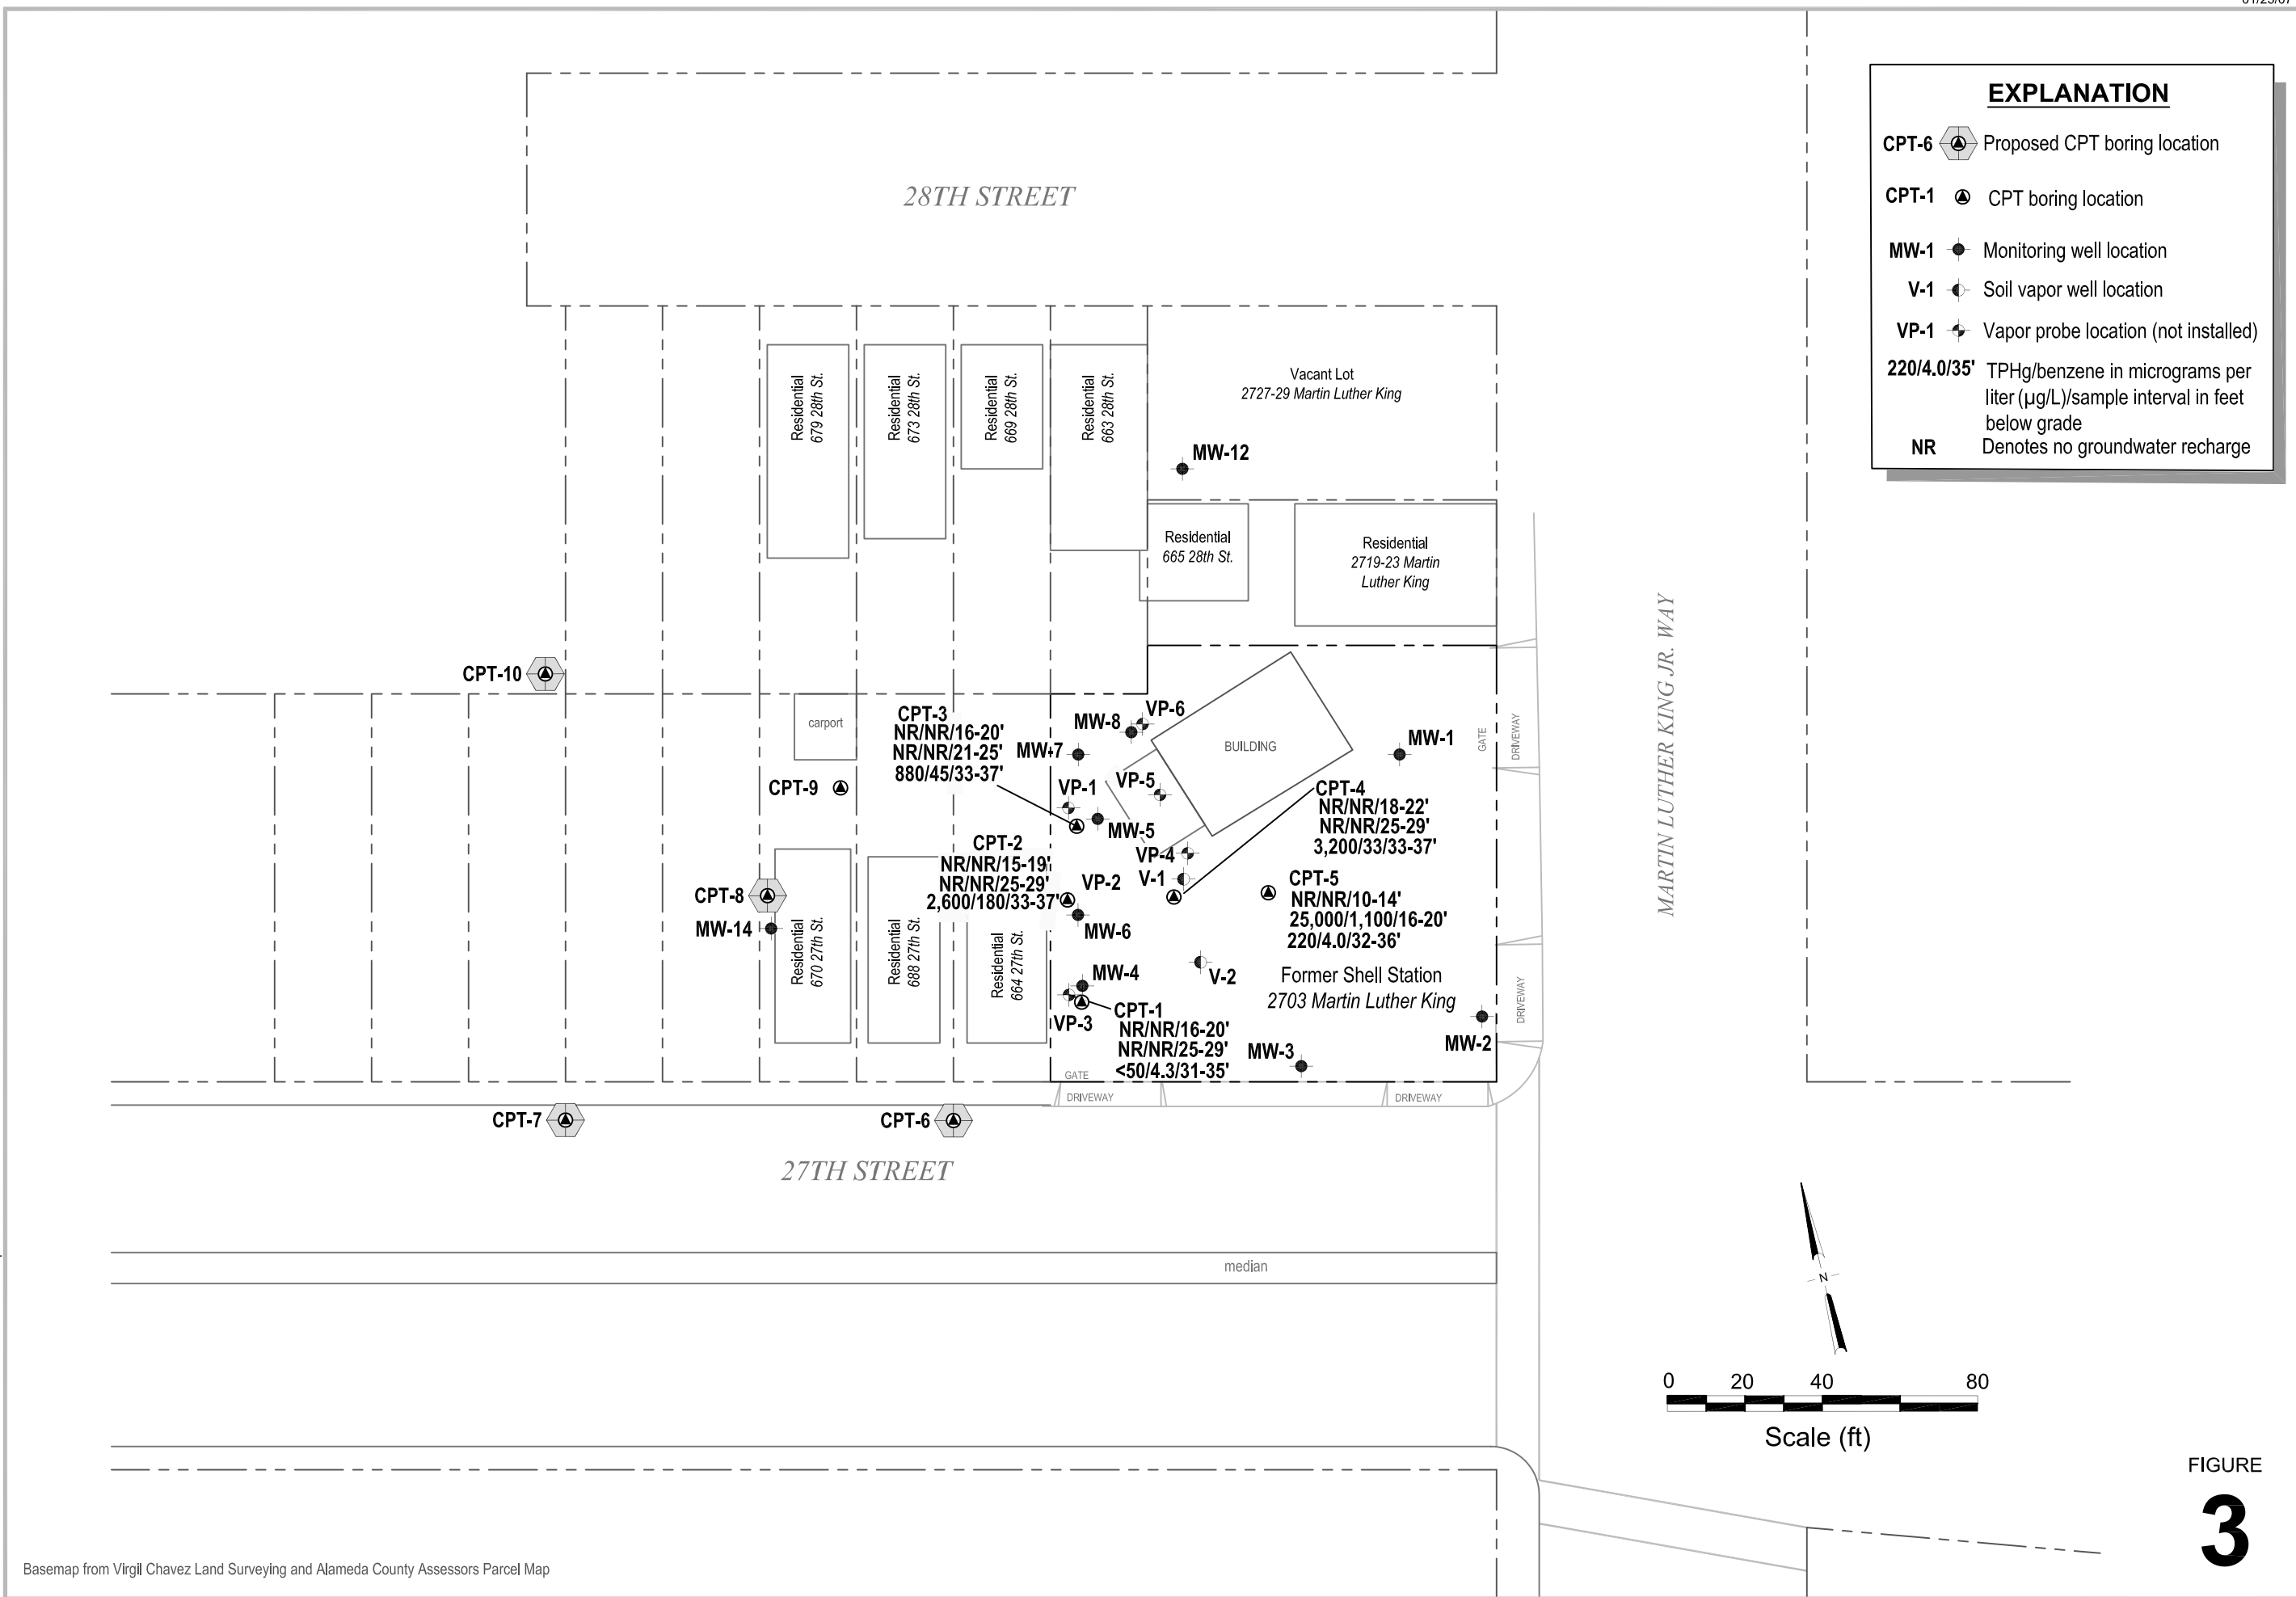 EXPLANATION
CPT-6 Proposed CPT boring location
CPT-1 CPT boring location
MW-1 Monitoring well location
V-1 Soil vapor well location
VP-1 Vapor probe location (not installed)
220/4.0/35' TPHg/benzene in micrograms per
liter (µg/L)/sample interval in feet
below grade
NR Denotes no groundwater recharge
28TH STREET
Residential
679 28th St.
Residential
673 28th St.
Residential
669 28th St.
Residential
663 28th St.
Vacant Lot
2727-29 Martin Luther King
MW-12
Residential
665 28th St.
Residential
2719-23 Martin
Luther King
MARTIN LUTHER KING JR. WAY
CPT-10
carport
CPT-3
NR/NR/16-20'
NR/NR/21-25'
880/45/33-37'
MW-7
MW-8
VP-6
BUILDING
MW-1
GATE
DRIVEWAY
CPT-9
VP-1
VP-5
MW-5
CPT-4
NR/NR/18-22'
NR/NR/25-29'
3,200/33/33-37'
CPT-2
NR/NR/15-19'
NR/NR/25-29'
2,600/180/33-37'
VP-4
V-1
VP-2
CPT-5
NR/NR/10-14'
25,000/1,100/16-20'
220/4.0/32-36'
CPT-8
MW-14
Residential
670 27th St.
Residential
688 27th St.
Residential
664 27th St.
MW-6
MW-4
V-2
Former Shell Station
2703 Martin Luther King
VP-3
CPT-1
NR/NR/16-20'
NR/NR/25-29'
<50/4.3/31-35'
MW-3
MW-2
DRIVEWAY
GATE
DRIVEWAY
DRIVEWAY
CPT-7
CPT-6
27TH STREET
median
N
0 20 40 80
Scale (ft)
FIGURE
3
Basemap from Virgil Chavez Land Surveying and Alameda County Assessors Parcel Map